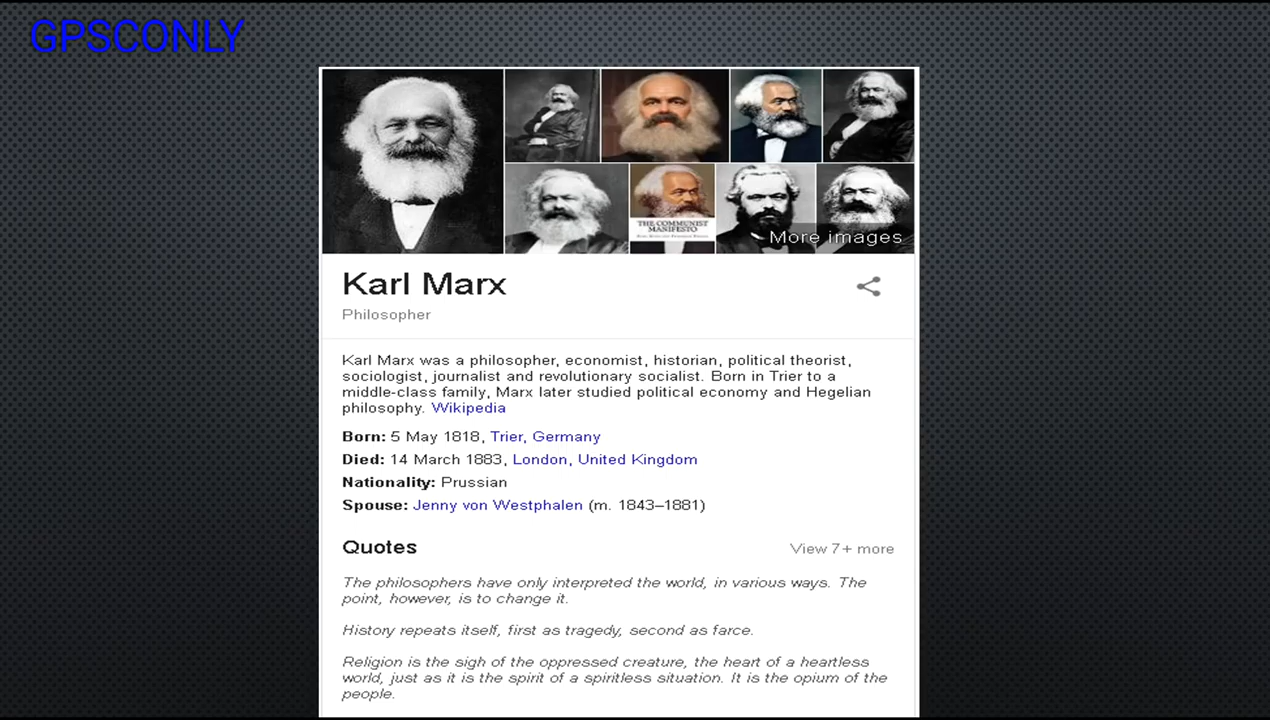 GPSCONLY
THE COMMUNIST
MANIFESTO
More images
Karl Marx
Philosopher
Karl Marx was a philosopher, economist, historian, political theorist,
sociologist, journalist and revolutionary socialist. Born in Trier to a
middle-class family, Marx later studied political economy and Hegelian
philosophy. Wikipedia
Born: 5 May 1818, Trier, Germany
Died: 14 March 1883, London, United Kingdom
Nationality: Prussian
Spouse: Jenny von Westphalen (m. 1843–1881)
Quotes View 7+ more
The philosophers have only interpreted the world, in various ways. The
point, however, is to change it.
History repeats itself, first as tragedy, second as farce.
Religion is the sigh of the oppressed creature, the heart of a heartless
world, just as it is the spirit of a spiritless situation. It is the opium of the
people.